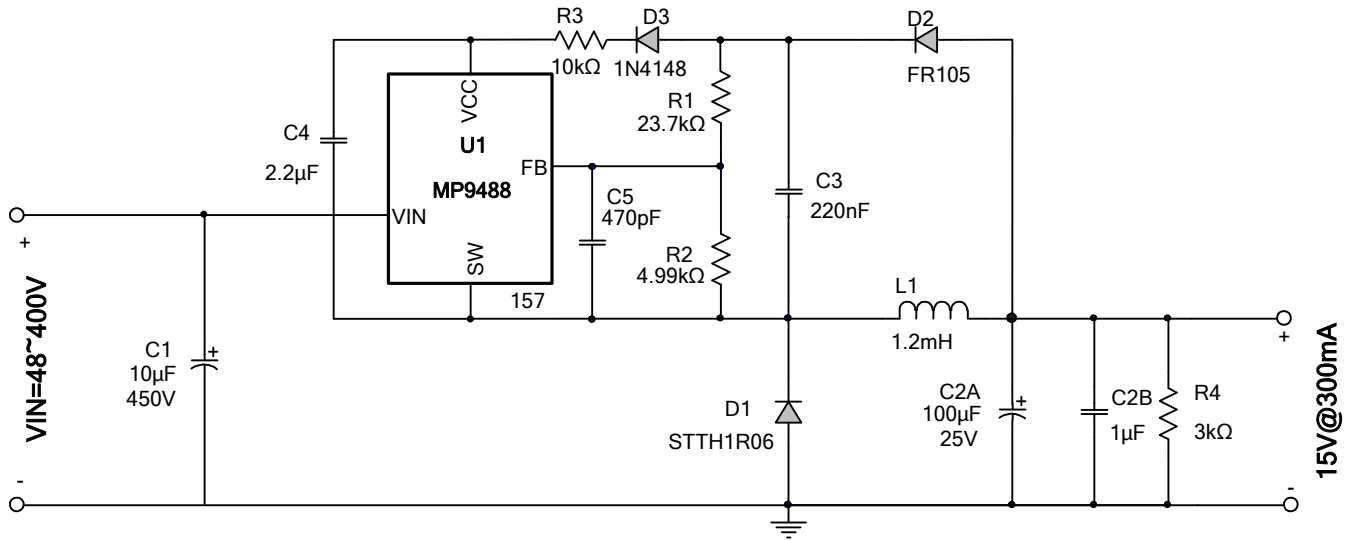 R3
10kΩ
D3
1N4148
D2
FR105
C4
2.2µF
VCC
U1
MP9488
FB
VIN
SW
157
R1
23.7kΩ
C5
470pF
R2
4.99kΩ
C3
220nF
L1
1.2mH
+
-
VIN=48~400V
C1
10µF
450V
+
D1
STTH1R06
C2A
100µF
25V
+
C2B
1µF
R4
3kΩ
+
-
15V@300mA